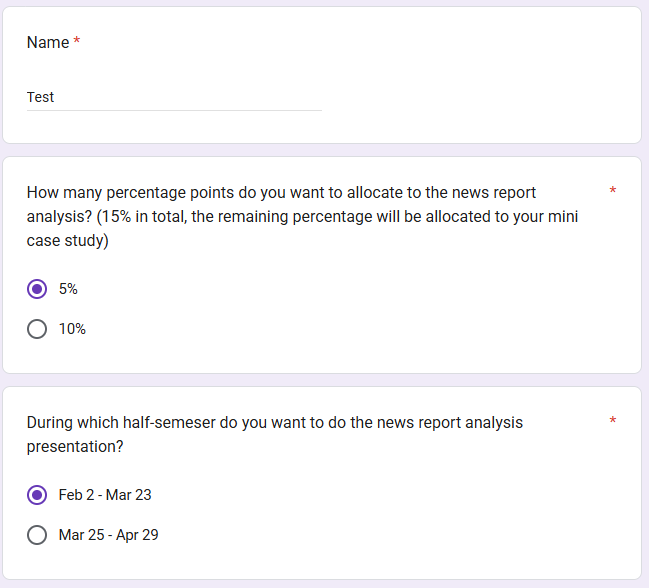 Name *
Test
How many percentage points do you want to allocate to the news report *
analysis? (15% in total, the remaining percentage will be allocated to your mini
case study)
5%
10%
During which half-semeser do you want to do the news report analysis *
presentation?
Feb 2 - Mar 23
Mar 25 - Apr 29